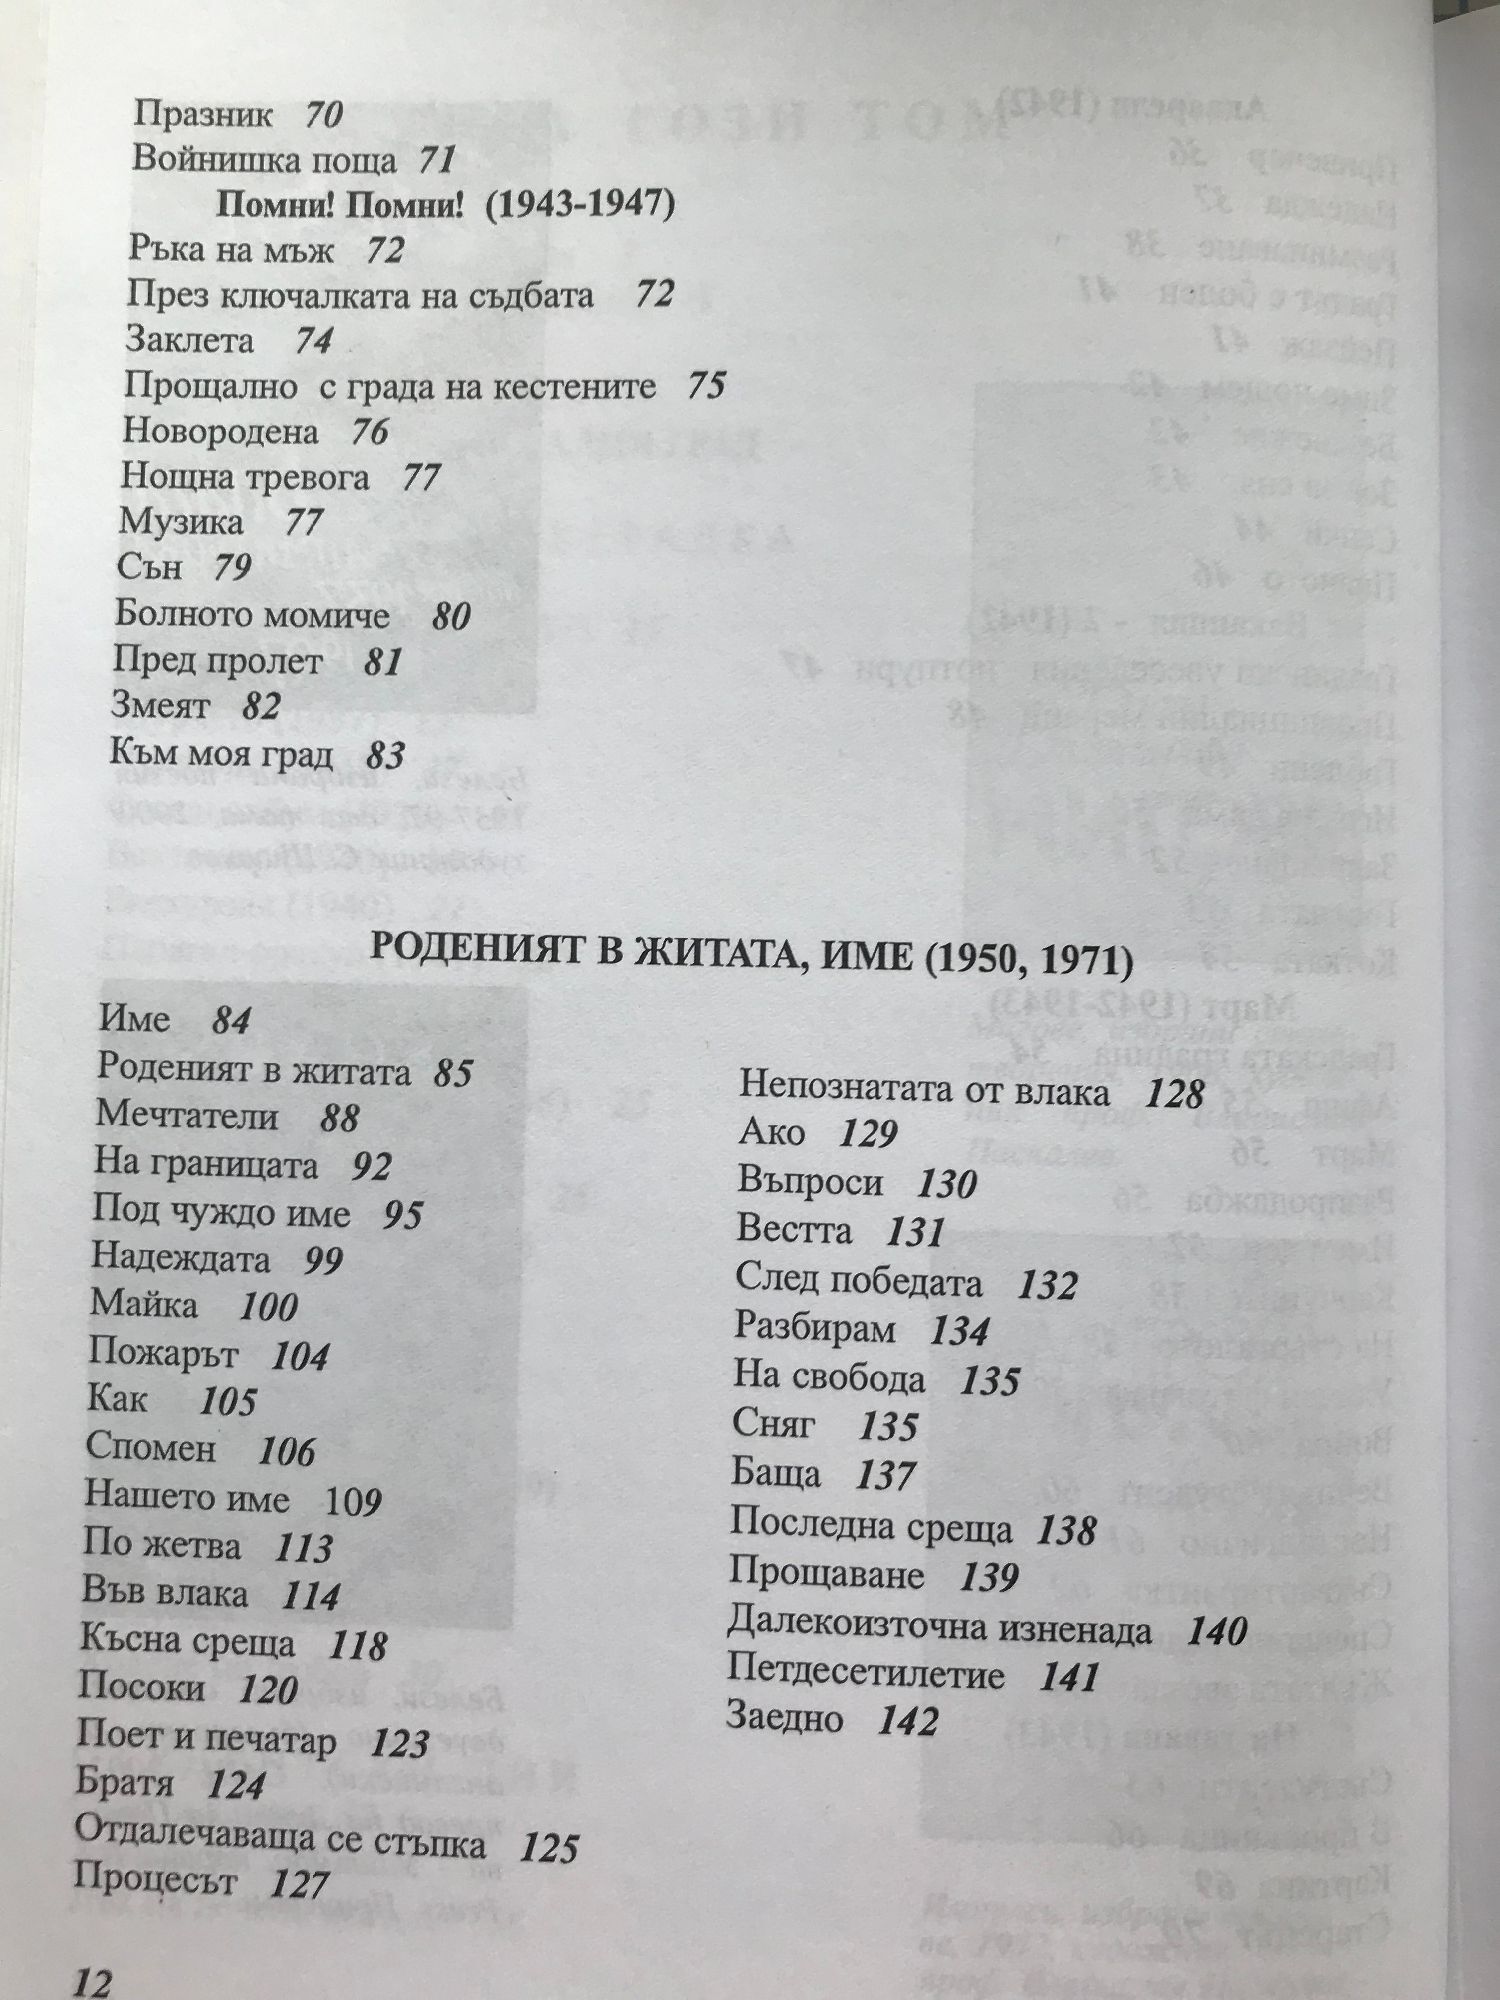 Празник 70
Войнишка поща 71
Помни! Помни! (1943-1947)
Ръка на мъж 72
През ключалката на съдбата 72
Заклета 74
Прощално с града на кестените 75
Новородена 76
Нощна тревога 77
Музика 77
Сън 79
Болното момиче 80
Пред пролет 81
Змеят 82
Към моя град 83
РОДЕНИЯТ В ЖИТАТА, ИМЕ (1950, 1971)
Име 84
Роденият в житата 85
Мечтатели 88
На границата 92
Под чуждо име 95
Надеждата 99
Майка 100
Пожарът 104
Как 105
Спомен 106
Нашето име 109
По жетва 113
Във влака 114
Късна среща 118
Посоки 120
Поет и печатар 123
Братя 124
Отдалечаваща се стъпка 125
Процесът 127
Непознатата от влака 128
Ако 129
Въпроси 130
Вестта 131
След победата 132
Разбирам 134
На свобода 135
Сняг 135
Баща 137
Последна среща 138
Прощаване 139
Далекоизточна изненада 140
Петдесетилетие 141
Заедно 142
12